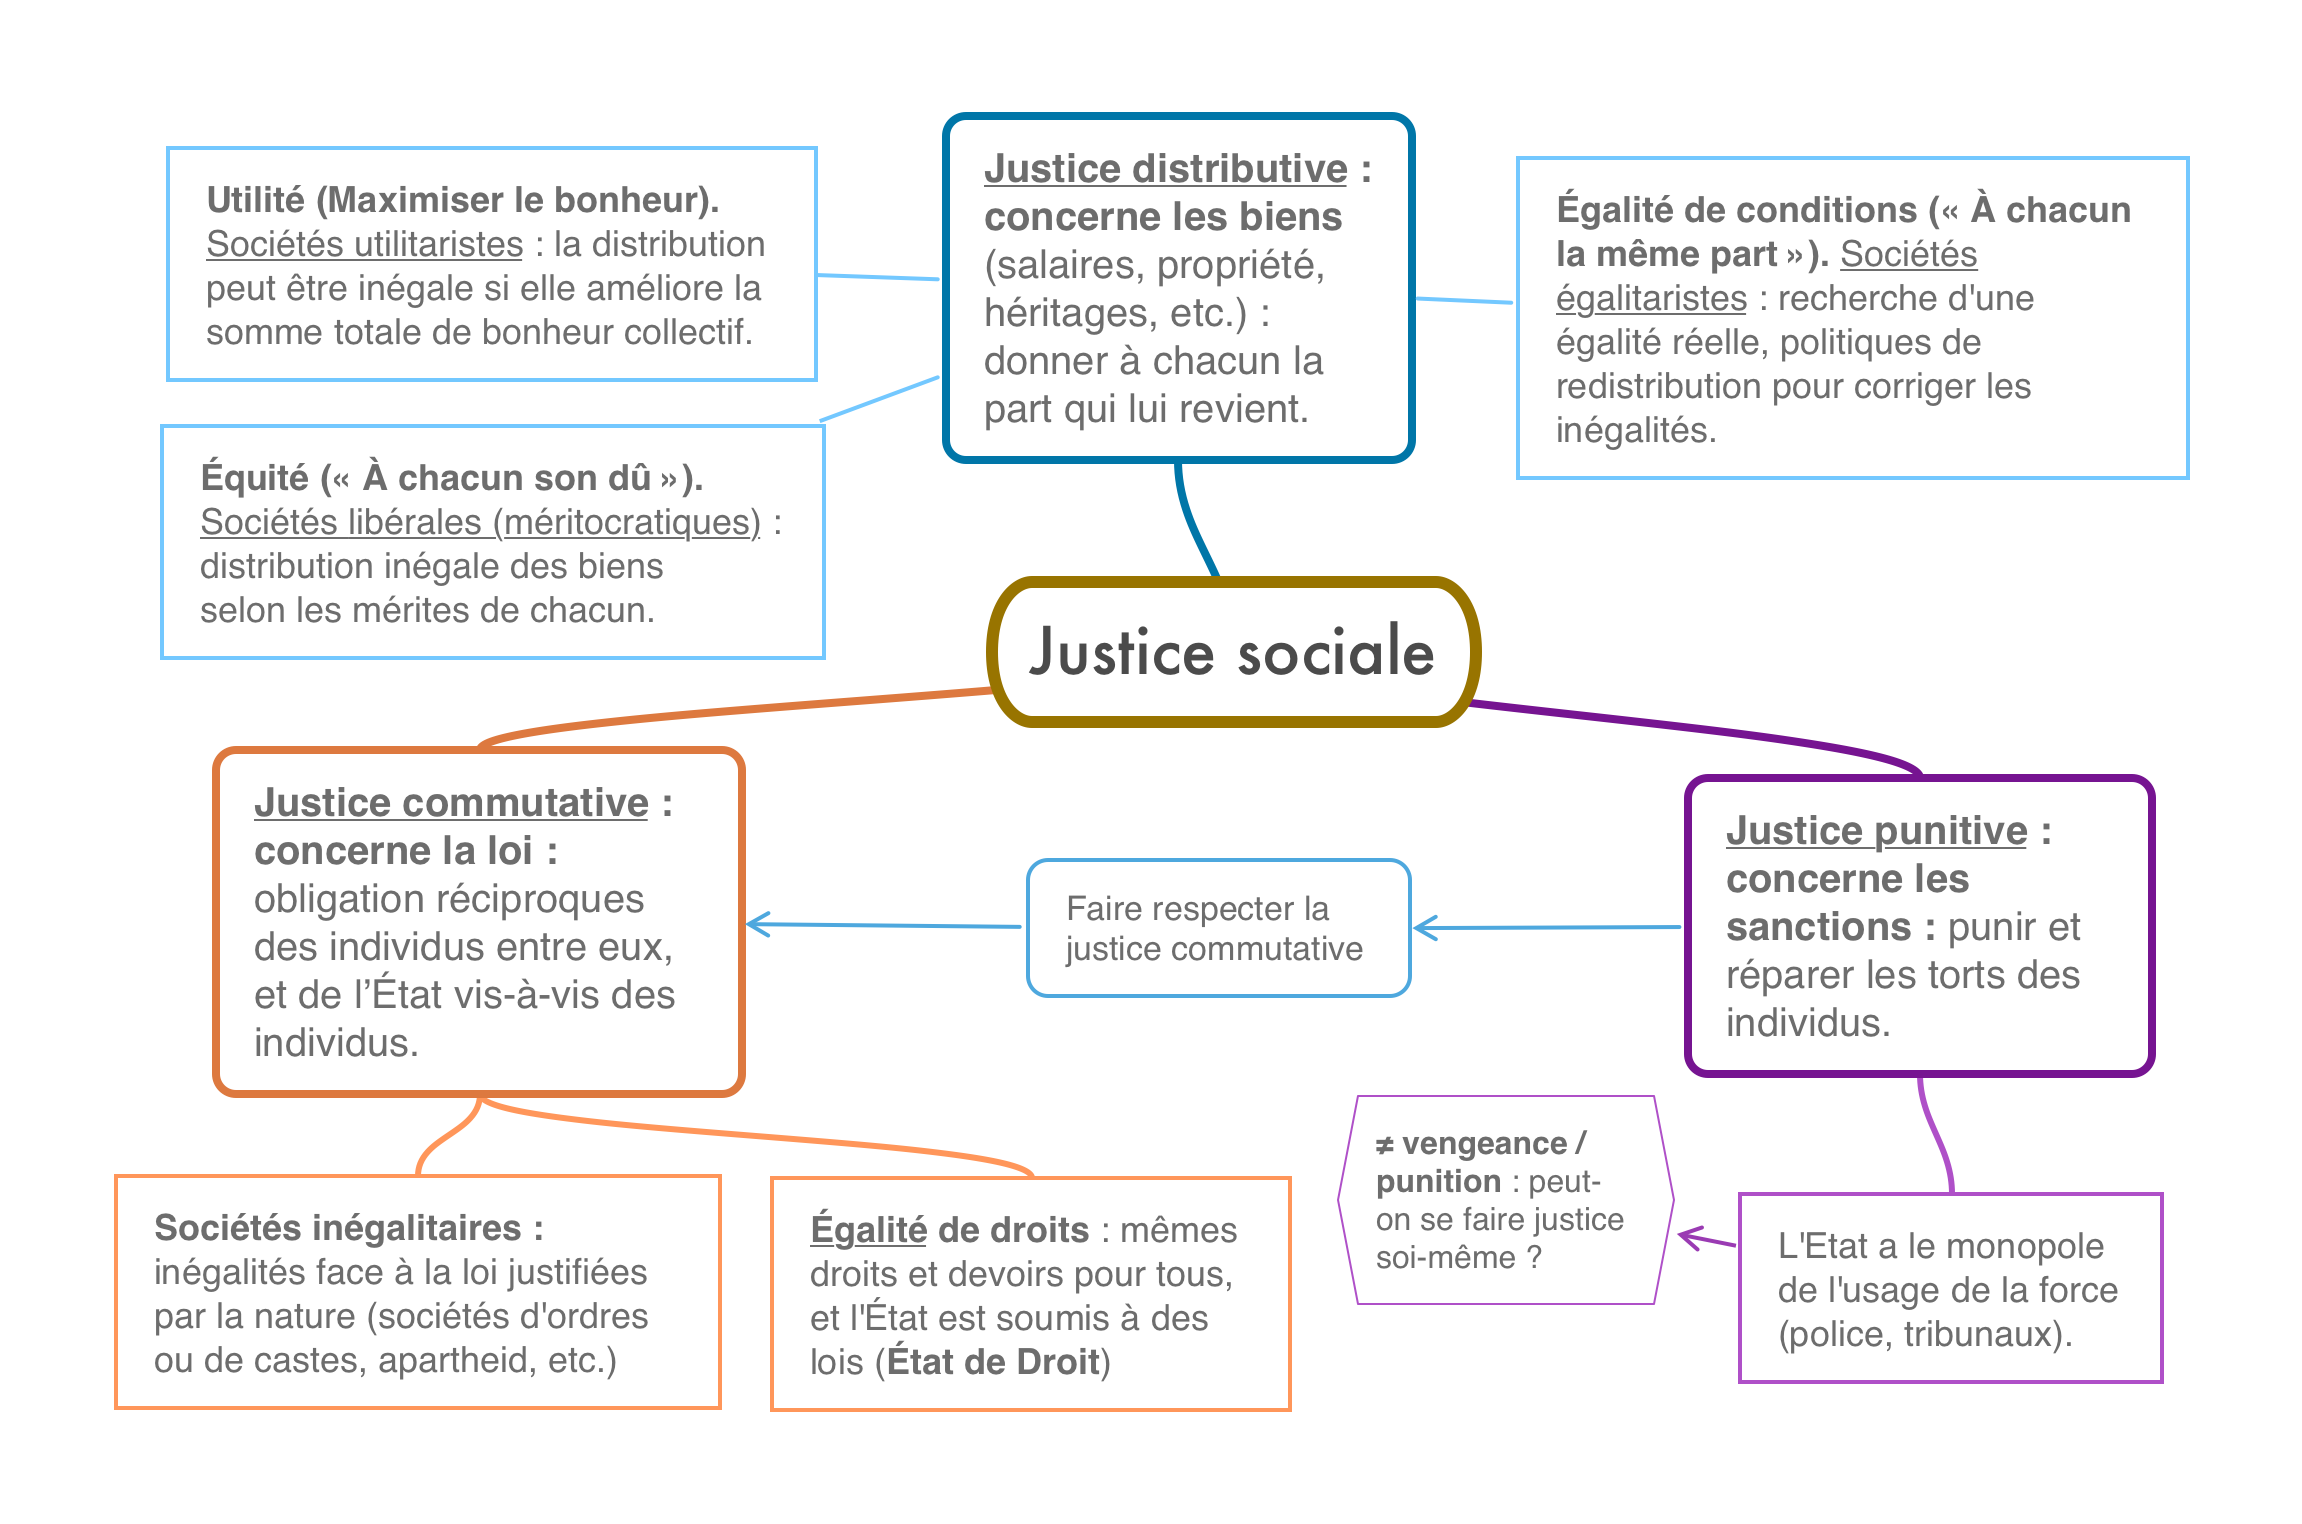 Justice distributive :
concerne les biens
(salaires, propriété,
héritages, etc.) :
donner à chacun la
part qui lui revient.
Utilité (Maximiser le bonheur).
Sociétés utilitaristes : la distribution
peut être inégale si elle améliore la
somme totale de bonheur collectif.
Égalité de conditions (« À chacun
la même part »). Sociétés
égalitaristes : recherche d'une
égalité réelle, politiques de
redistribution pour corriger les
inégalités.
Équité (« À chacun son dû »).
Sociétés libérales (méritocratiques) :
distribution inégale des biens
selon les mérites de chacun.
Justice sociale
Justice commutative :
concerne la loi :
obligation réciproques
des individus entre eux,
et de l’État vis-à-vis des
individus.
Faire respecter la
justice commutative
Justice punitive :
concerne les
sanctions : punir et
réparer les torts des
individus.
Sociétés inégalitaires :
inégalités face à la loi justifiées
par la nature (sociétés d'ordres
ou de castes, apartheid, etc.)
Égalité de droits : mêmes
droits et devoirs pour tous,
et l'État est soumis à des
lois (État de Droit)
≠ vengeance /
punition : peut-
on se faire justice
soi-même ?
L'Etat a le monopole
de l'usage de la force
(police, tribunaux).